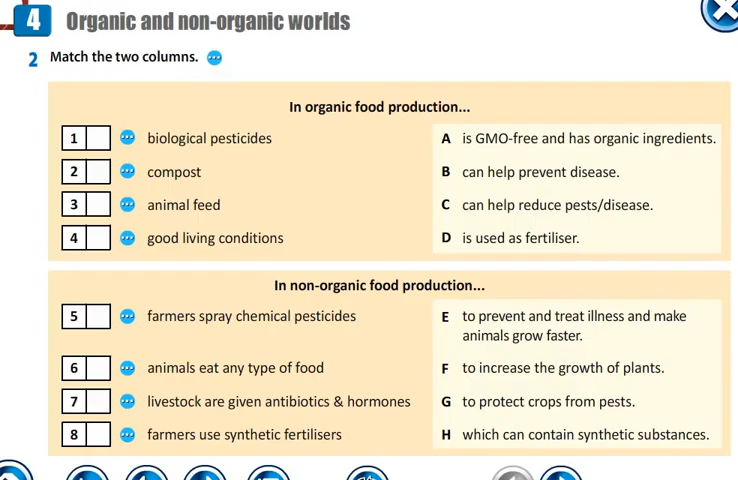 4 Organic and non-organic worlds
2 Match the two columns.
In organic food production...
1 biological pesticides A is GMO-free and has organic ingredients.
2 compost B can help prevent disease.
3 animal feed C can help reduce pests/disease.
4 good living conditions D is used as fertiliser.
In non-organic food production...
5 farmers spray chemical pesticides E to prevent and treat illness and make
animals grow faster.
6 animals eat any type of food F to increase the growth of plants.
7 livestock are given antibiotics & hormones G to protect crops from pests.
8 farmers use synthetic fertilisers H which can contain synthetic substances.